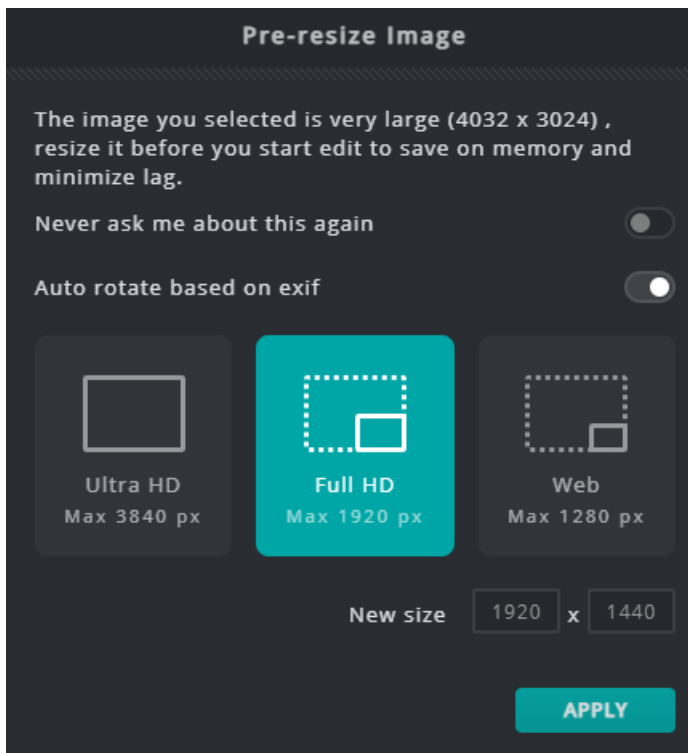 Pre-resize Image
The image you selected is very large (4032 x 3024) ,
resize it before you start edit to save on memory and
minimize lag.
Never ask me about this again
Auto rotate based on exif
Ultra HD
Max 3840 px
Full HD
Max 1920 px
Web
Max 1280 px
New size 1920 x 1440
APPLY